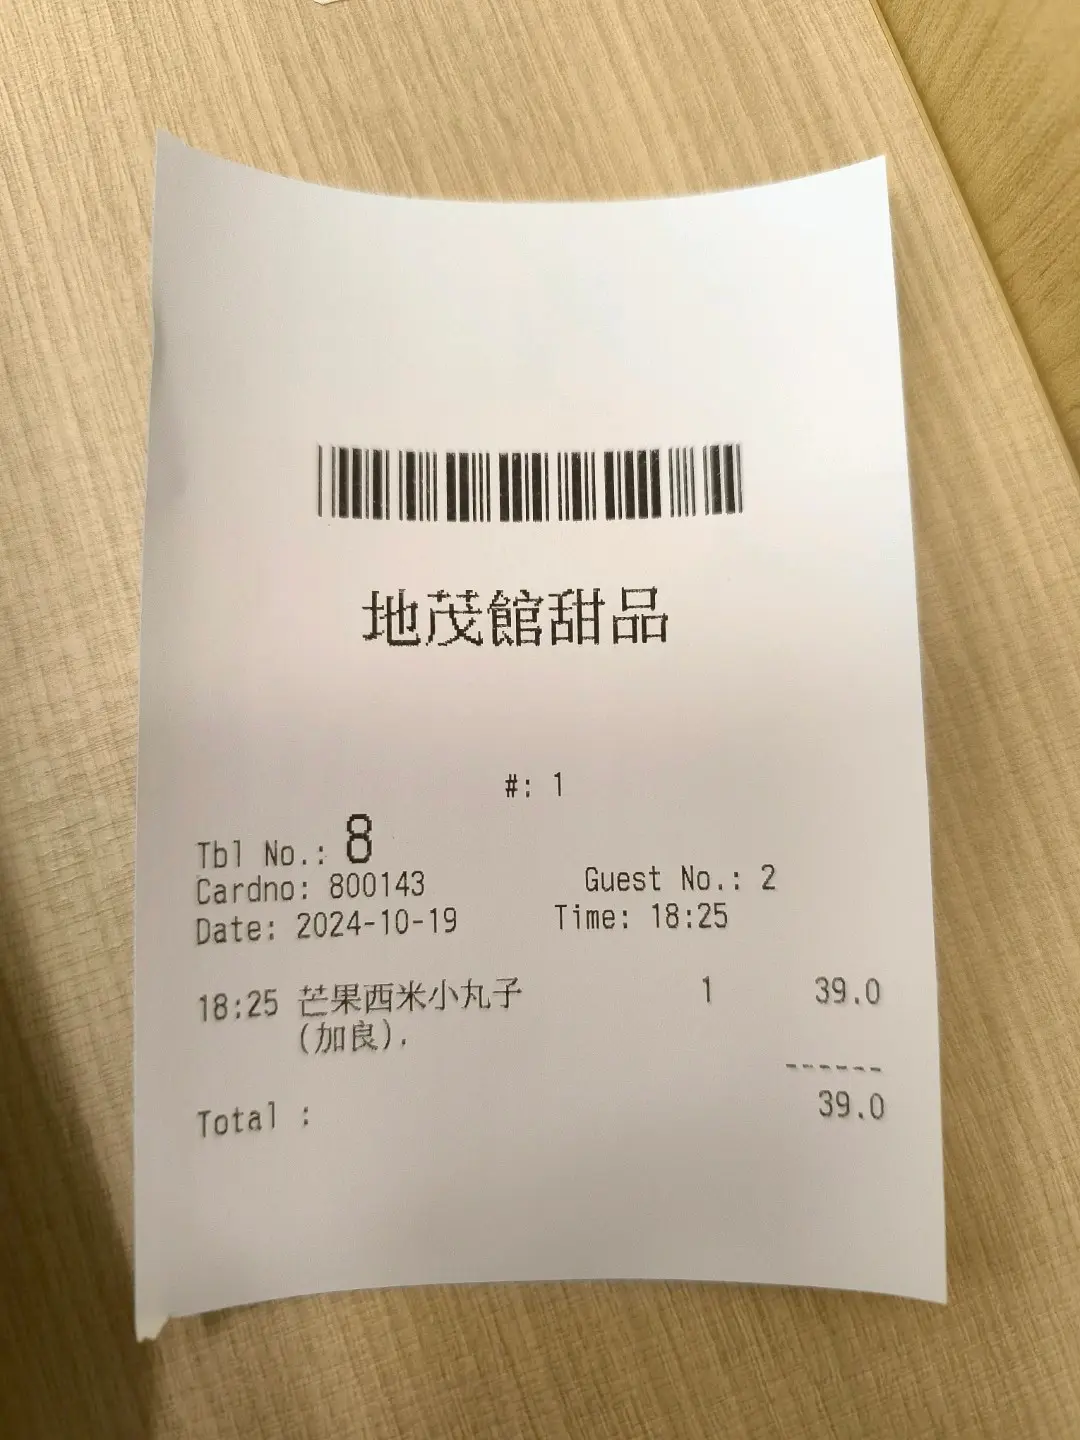 地茂館甜品
#: 1
Tbl No.: 8
Cardno: 800143 Guest No.: 2
Date: 2024-10-19 Time: 18:25
18:25 芒果西米小丸子 1 39.0
(加良).
------
Total : 39.0